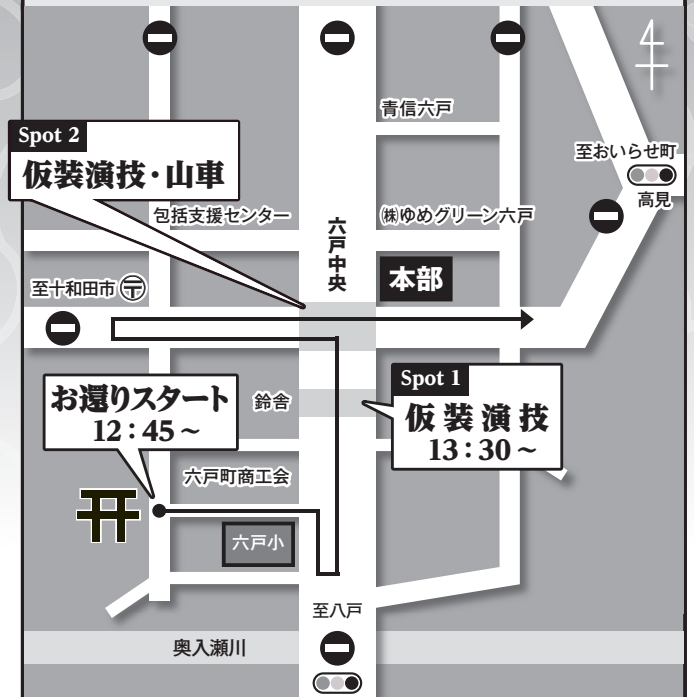 青信六戸
Spot 2
仮装演技・山車
至おいらせ町
高見
包括支援センター
六戸中央
㈱ゆめグリーン六戸
至十和田市
〒
本部
お還りスタート
12:45～
鈴舎
Spot 1
仮装演技
13:30～
六戸町商工会
六戸小
至八戸
奥入瀬川